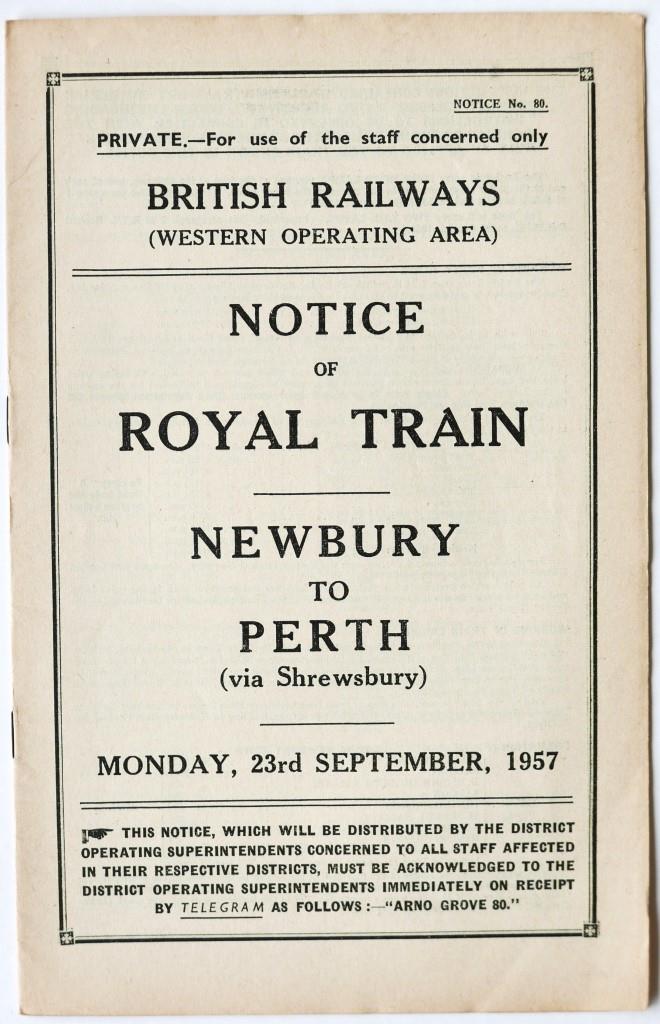 NOTICE No. 80.
PRIVATE.—For use of the staff concerned only
BRITISH RAILWAYS
(WESTERN OPERATING AREA)
NOTICE
OF
ROYAL TRAIN
NEWBURY
TO
PERTH
(via Shrewsbury)
MONDAY, 23rd SEPTEMBER, 1957
THIS NOTICE, WHICH WILL BE DISTRIBUTED BY THE DISTRICT
OPERATING SUPERINTENDENTS CONCERNED TO ALL STAFF AFFECTED
IN THEIR RESPECTIVE DISTRICTS, MUST BE ACKNOWLEDGED TO THE
DISTRICT OPERATING SUPERINTENDENTS IMMEDIATELY ON RECEIPT
BY TELEGRAM AS FOLLOWS :—"ARNO GROVE 80."